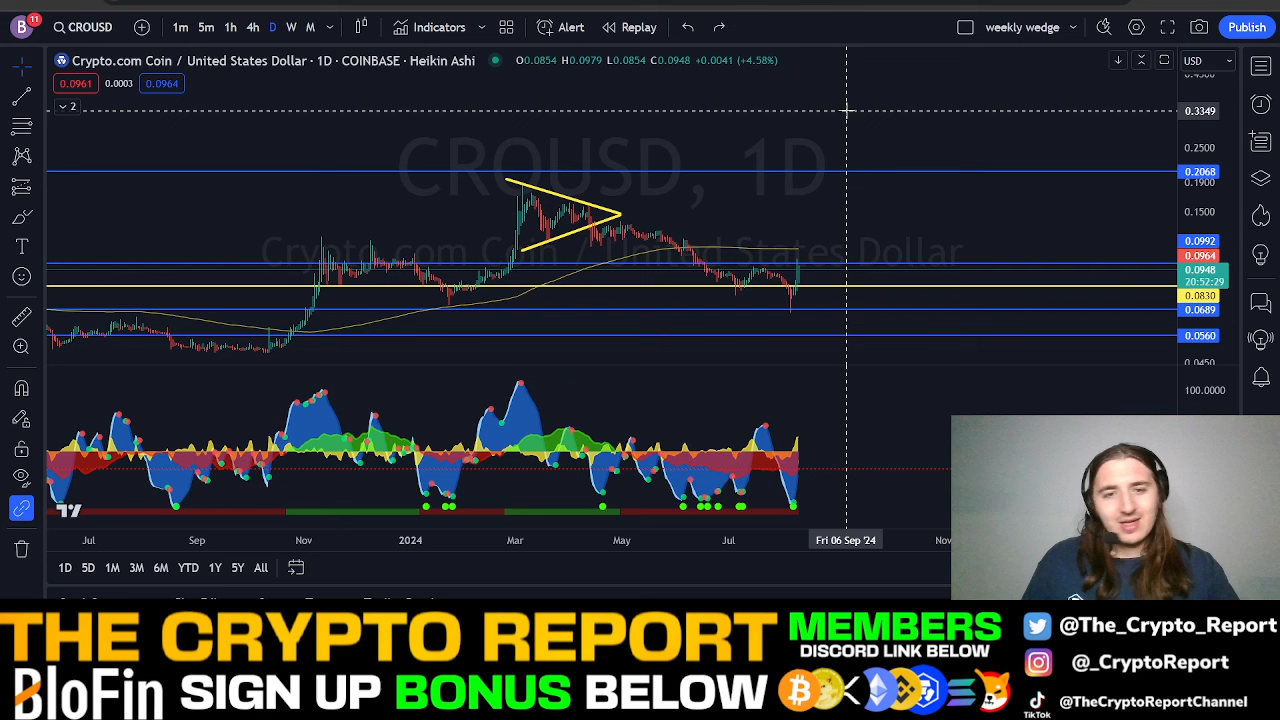 B
11
CROUSD
1m 5m 1h 4h D W M
Indicators
Alert
Replay
weekly wedge
Publish
Crypto.com Coin / United States Dollar · 1D · COINBASE · Heikin Ashi
O0.0854 H0.0979 L0.0854 C0.0948 +0.0041 (+4.58%)
USD
0.0961 0.0003 0.0964
2
CROUSD, 1D
Crypto.com Coin / United States Dollar
0.3349
0.2500
0.2068
0.1900
0.1500
0.0992
0.0964
0.0948
20:52:29
0.0830
0.0689
0.0560
0.0450
100.0000
Jul Sep Nov 2024 Mar May Jul Fri 06 Sep '24 Nov
1D 5D 1M 3M 6M YTD 1Y 5Y All
THE CRYPTO REPORT
BloFin SIGN UP BONUS BELOW
MEMBERS
DISCORD LINK BELOW
@The_Crypto_Report
@_CryptoReport
TikTok
@TheCryptoReportChannel